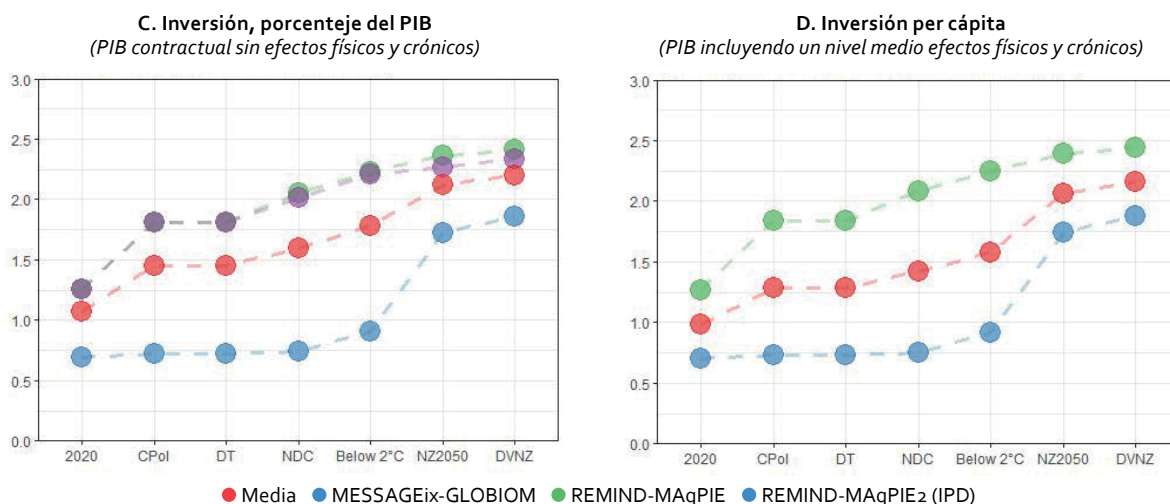 C. Inversión, porcenteje del PIB
(PIB contractual sin efectos físicos y crónicos)
3.0
2.5
2.0
1.5
1.0
0.5
0.0
2020 CPol DT NDC Below 2°C NZ2050 DVNZ
D. Inversión per cápita
(PIB incluyendo un nivel medio efectos físicos y crónicos)
3.0
2.5
2.0
1.5
1.0
0.5
0.0
2020 CPol DT NDC Below 2°C NZ2050 DVNZ
Media MESSAGEix-GLOBIOM REMIND-MAgPIE REMIND-MAgPIE2 (IPD)